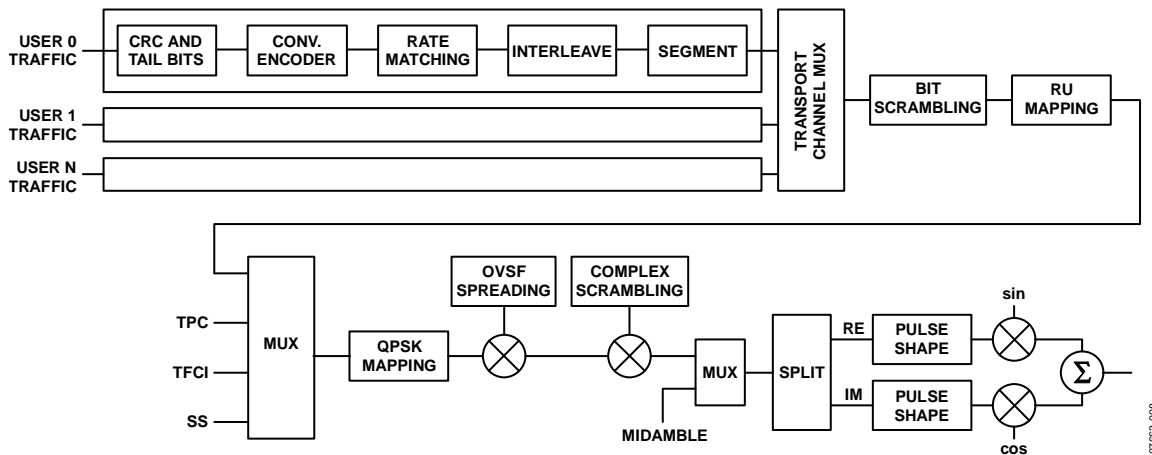 USER 0
TRAFFIC
CRC AND
TAIL BITS
CONV.
ENCODER
RATE
MATCHING
INTERLEAVE
SEGMENT
USER 1
TRAFFIC
USER N
TRAFFIC
TRANSPORT
CHANNEL MUX
BIT
SCRAMBLING
RU
MAPPING
TPC
TFCI
SS
MUX
QPSK
MAPPING
OVSF
SPREADING
COMPLEX
SCRAMBLING
MIDAMBLE
MUX
SPLIT
RE
IM
PULSE
SHAPE
PULSE
SHAPE
sin
cos
Σ